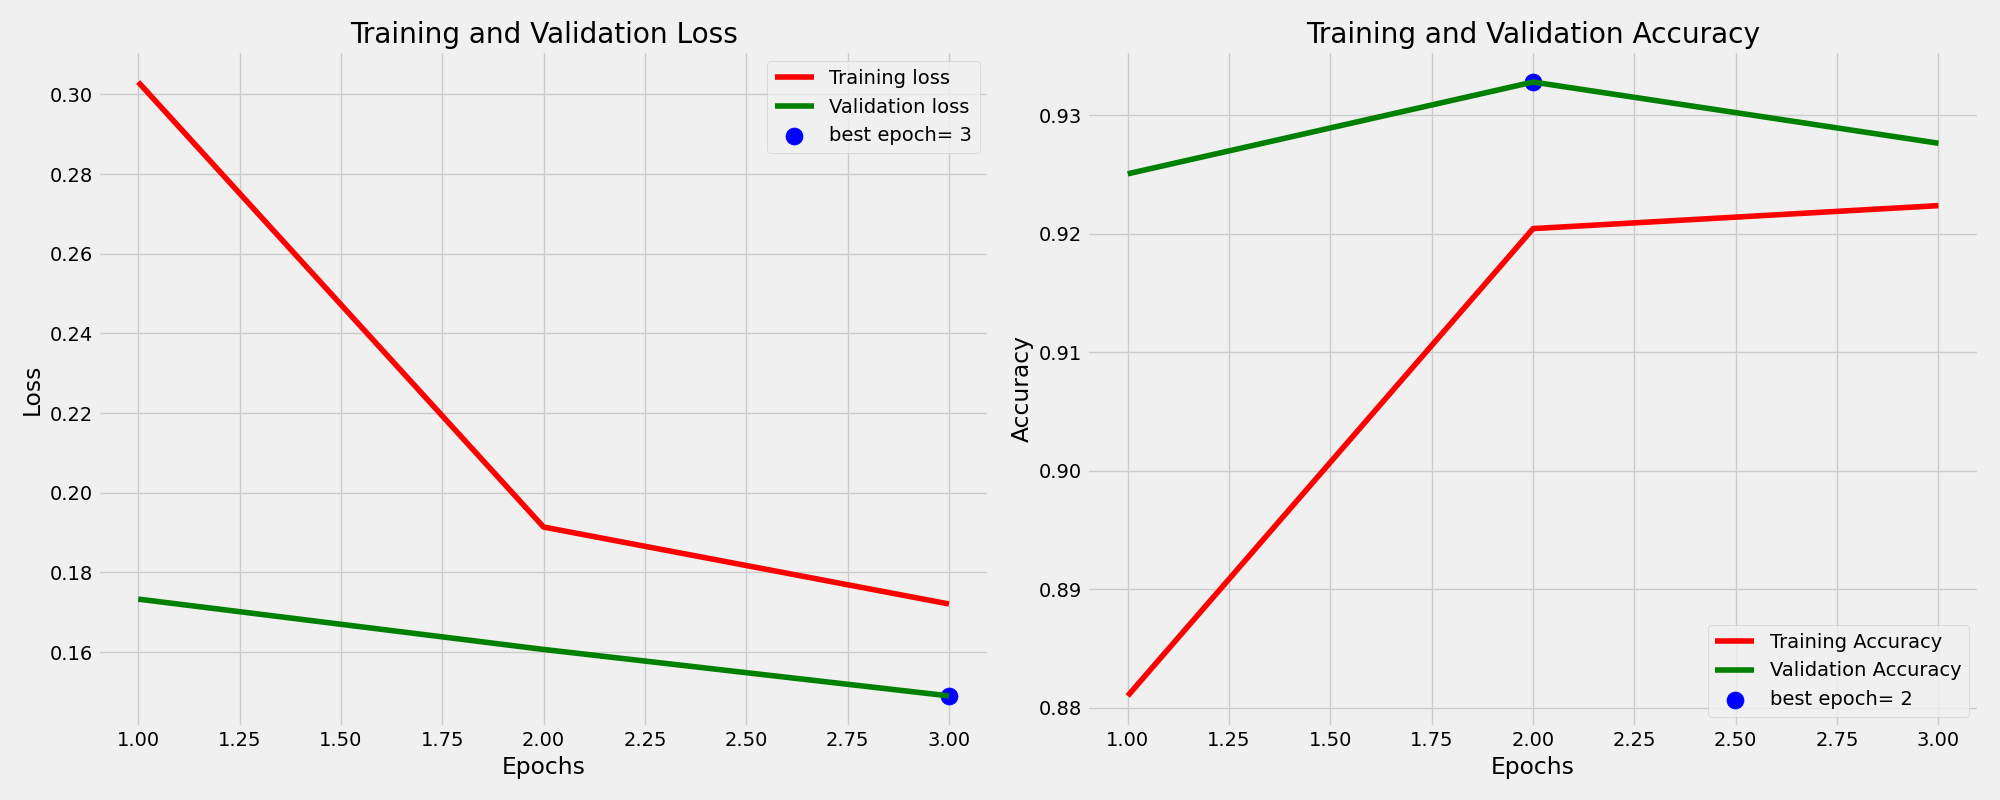 Training and Validation Loss
Training loss
Validation loss
best epoch= 3
0.30
0.28
0.26
0.24
0.22
0.20
0.18
0.16
Loss
1.00 1.25 1.50 1.75 2.00 2.25 2.50 2.75 3.00
Epochs
Training and Validation Accuracy
0.93
0.92
0.91
0.90
0.89
0.88
Accuracy
Training Accuracy
Validation Accuracy
best epoch= 2
1.00 1.25 1.50 1.75 2.00 2.25 2.50 2.75 3.00
Epochs